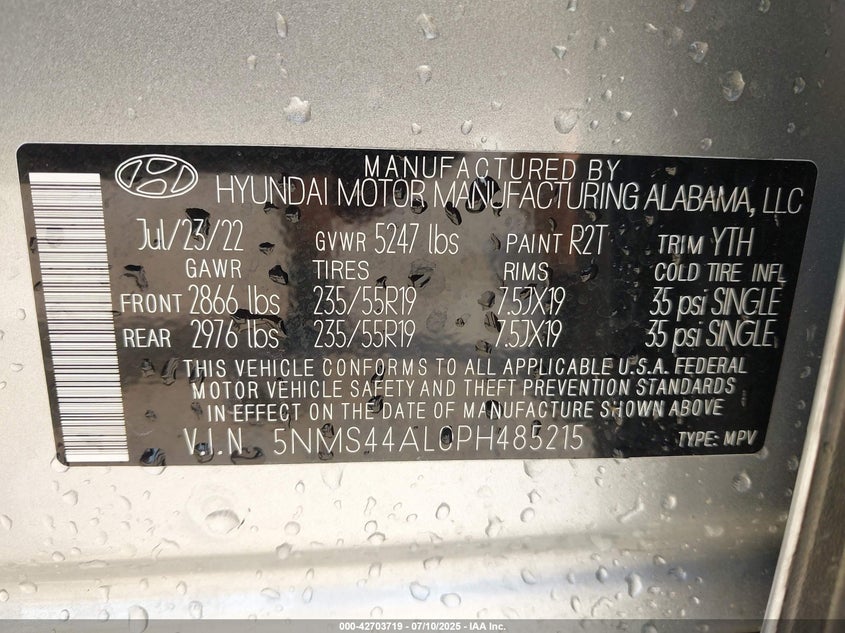 MANUFACTURED BY
HYUNDAI MOTOR MANUFACTURING ALABAMA, LLC
Jul/23/22 GVWR 5247 lbs PAINT R2T TRIM YTH
GAWR TIRES RIMS COLD TIRE INFL
FRONT 2866 lbs 235/55R19 7.5JX19 35 psi SINGLE
REAR 2976 lbs 235/55R19 7.5JX19 35 psi SINGLE
THIS VEHICLE CONFORMS TO ALL APPLICABLE U.S.A. FEDERAL
MOTOR VEHICLE SAFETY AND THEFT PREVENTION STANDARDS
IN EFFECT ON THE DATE OF MANUFACTURE SHOWN ABOVE
V.I.N 5NMS44AL0PH485215 TYPE: MPV
000-42703719 - 07/10/2025 - IAA Inc.